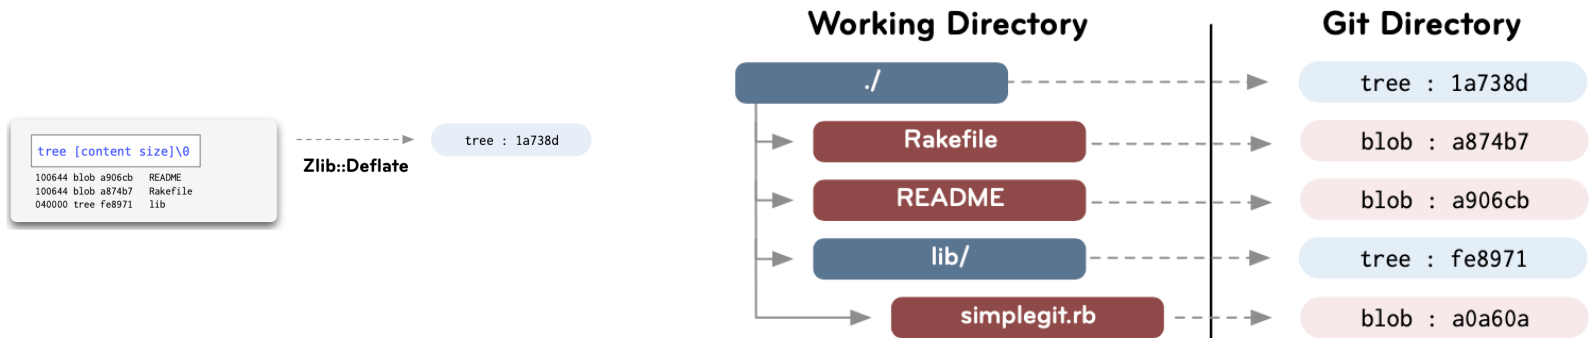 tree [content size]\0
100644 blob a906cb README
100644 blob a874b7 Rakefile
040000 tree fe8971 lib
Zlib::Deflate
tree : 1a738d
Working Directory
Git Directory
./
tree : 1a738d
Rakefile
blob : a874b7
README
blob : a906cb
lib/
tree : fe8971
simplegit.rb
blob : a0a60a